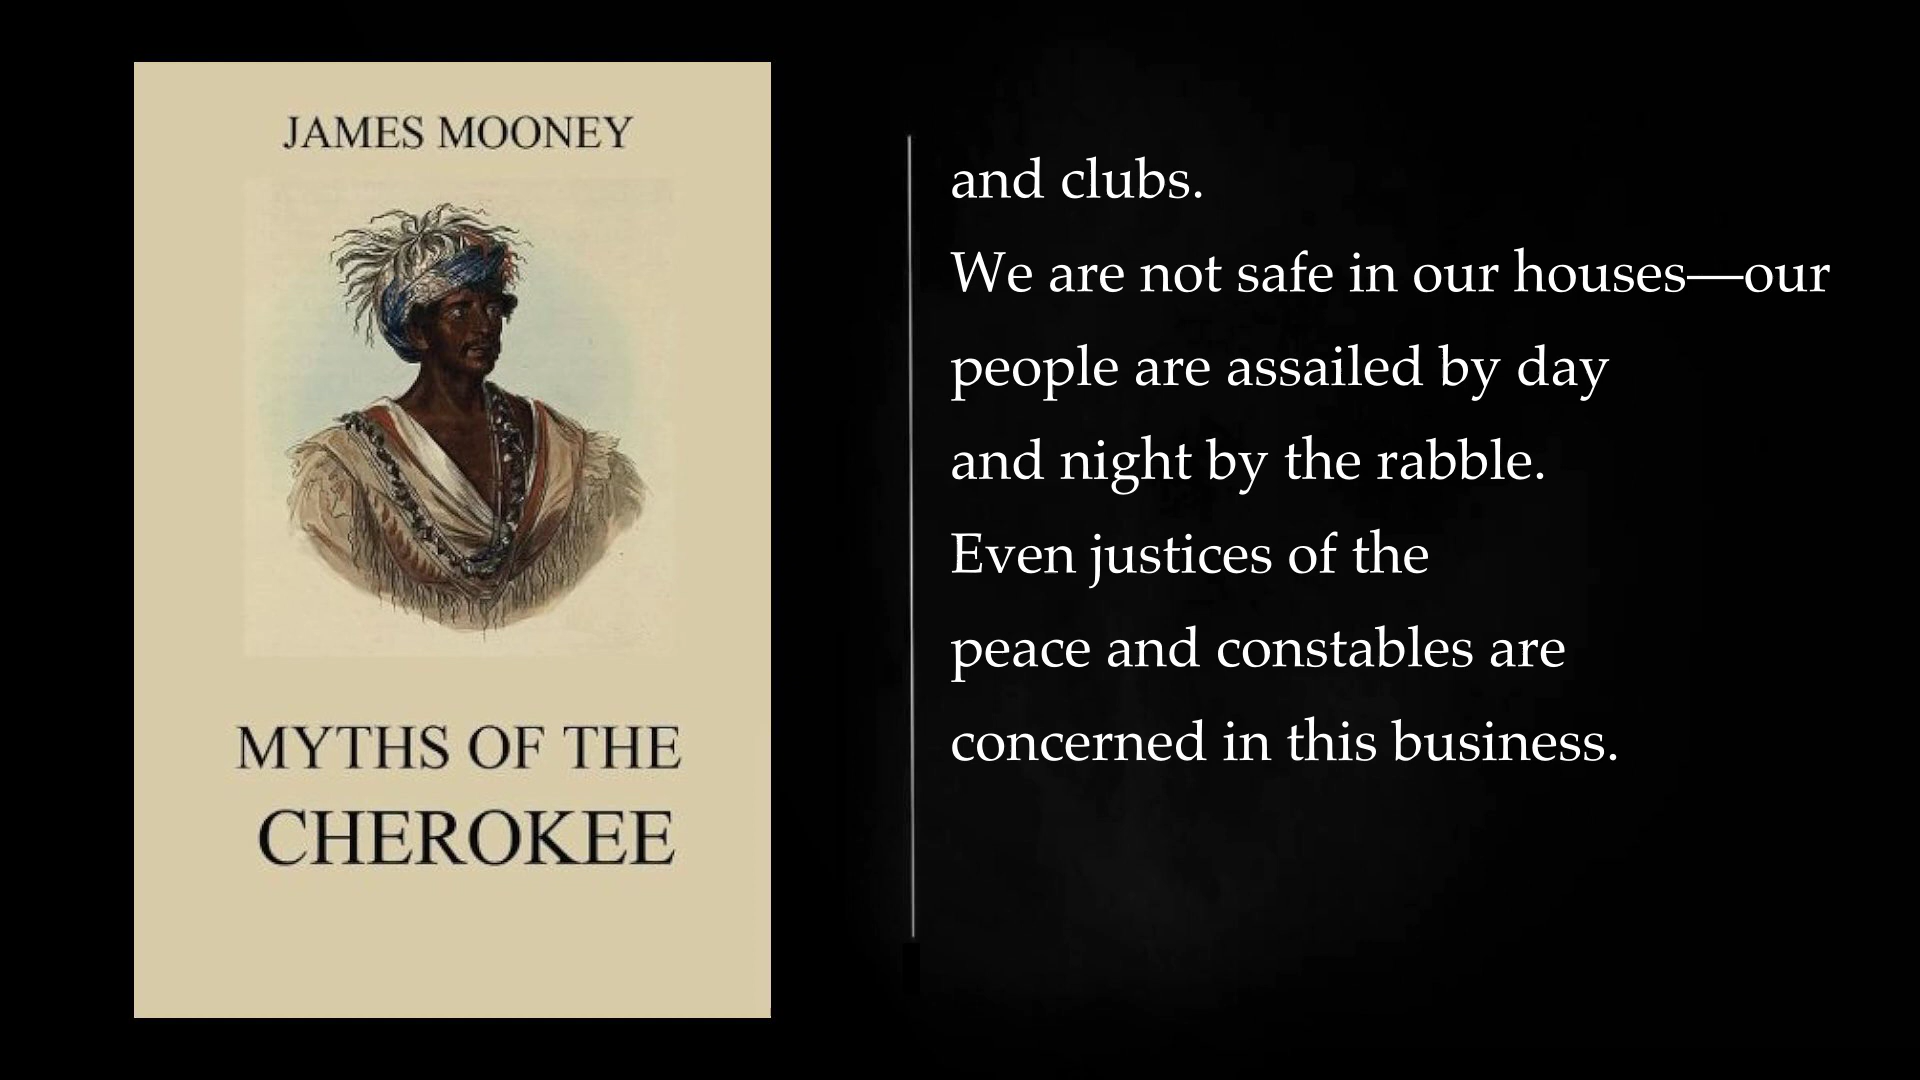 JAMES MOONEY
MYTHS OF THE
CHEROKEE
and clubs.
We are not safe in our houses—our
people are assailed by day
and night by the rabble.
Even justices of the
peace and constables are
concerned in this business.